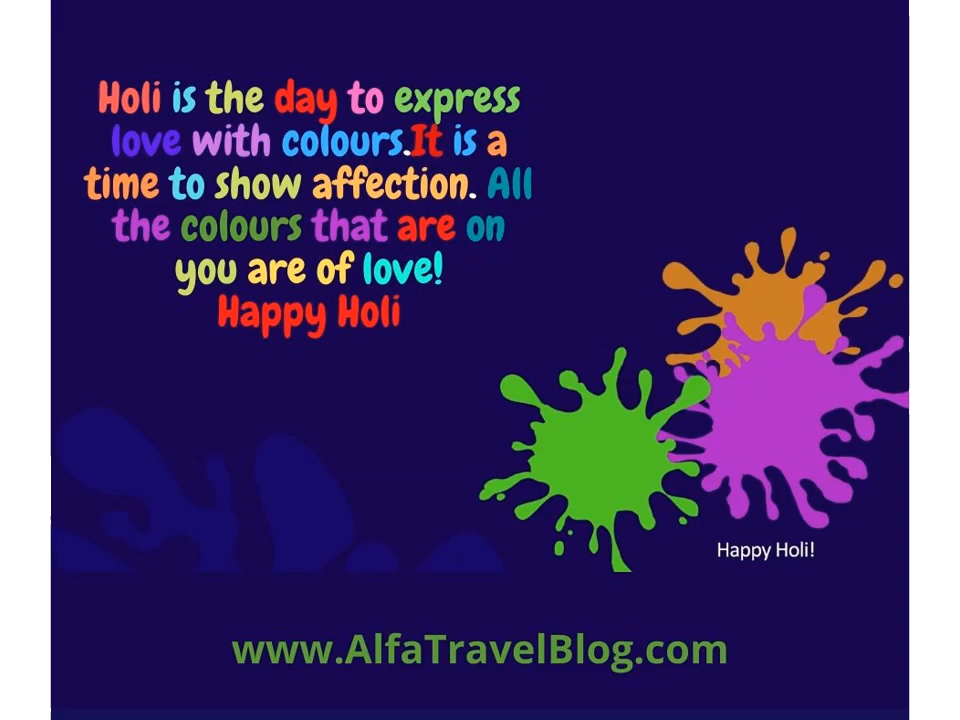 Holi is the day to express
love with colours.It is a
time to show affection. All
the colours that are on
you are of love!
Happy Holi
Happy Holi!
www.AlfaTravelBlog.com